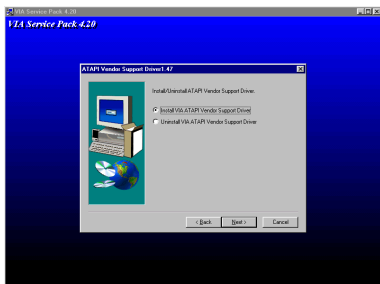 VIA Service Pack 4.20
VIA Service Pack 4.20
ATAPI Vendor Support Driver1.47
Install/Uninstall ATAPI Vendor Support Driver.
Install VIA ATAPI Vendor Support Driver
Uninstall VIA ATAPI Vendor Support Driver
< Back
Next >
Cancel